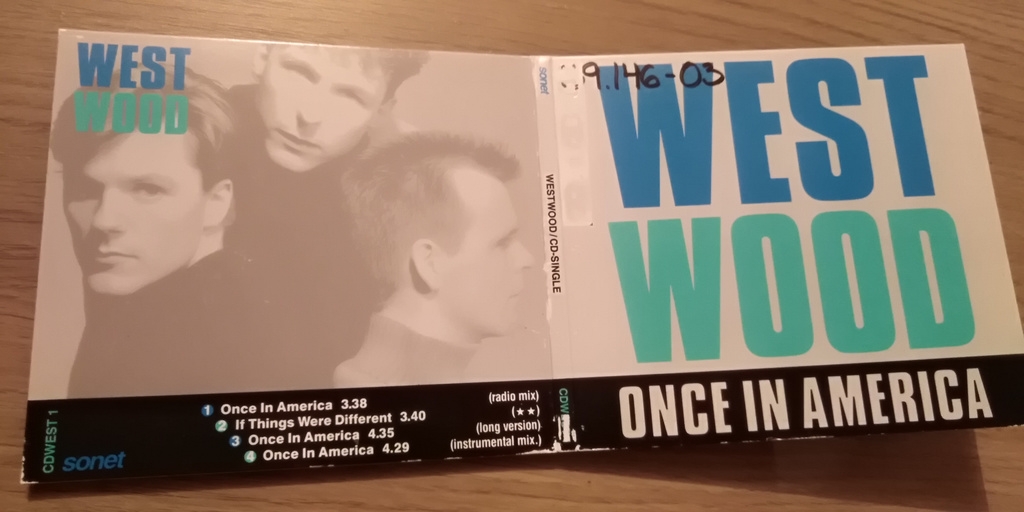 WEST
WOOD
1 Once In America 3.38 (radio mix)
2 If Things Were Different 3.40 (★★)
3 Once In America 4.35 (long version)
4 Once In America 4.29 (instrumental mix.)
CDWEST 1
sonet
sonet
WESTWOOD/CD-SINGLE
CDW
9.146-03
WEST
WOOD
ONCE IN AMERICA